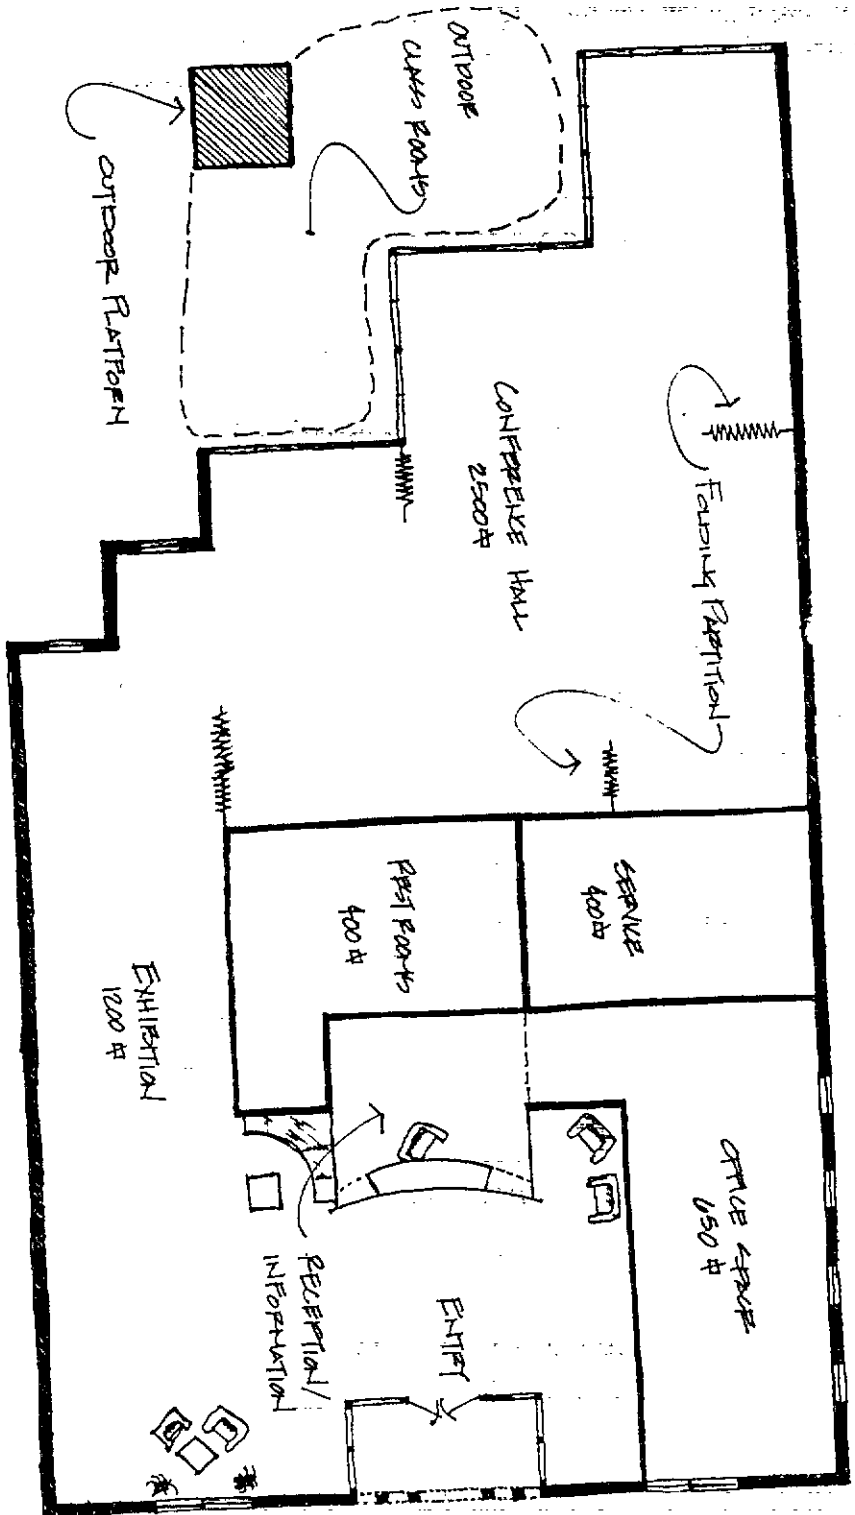 OUTDOOR
CLASS ROOMS
OUTDOOR PLATFORM
CONFERENCE HALL
2500 ⌗
FOLDING PARTITION
SERVICE
400 ⌗
REST ROOMS
400 ⌗
EXHIBITION
1200 ⌗
OFFICE SPACE
650 ⌗
RECEPTION/
INFORMATION
ENTRY